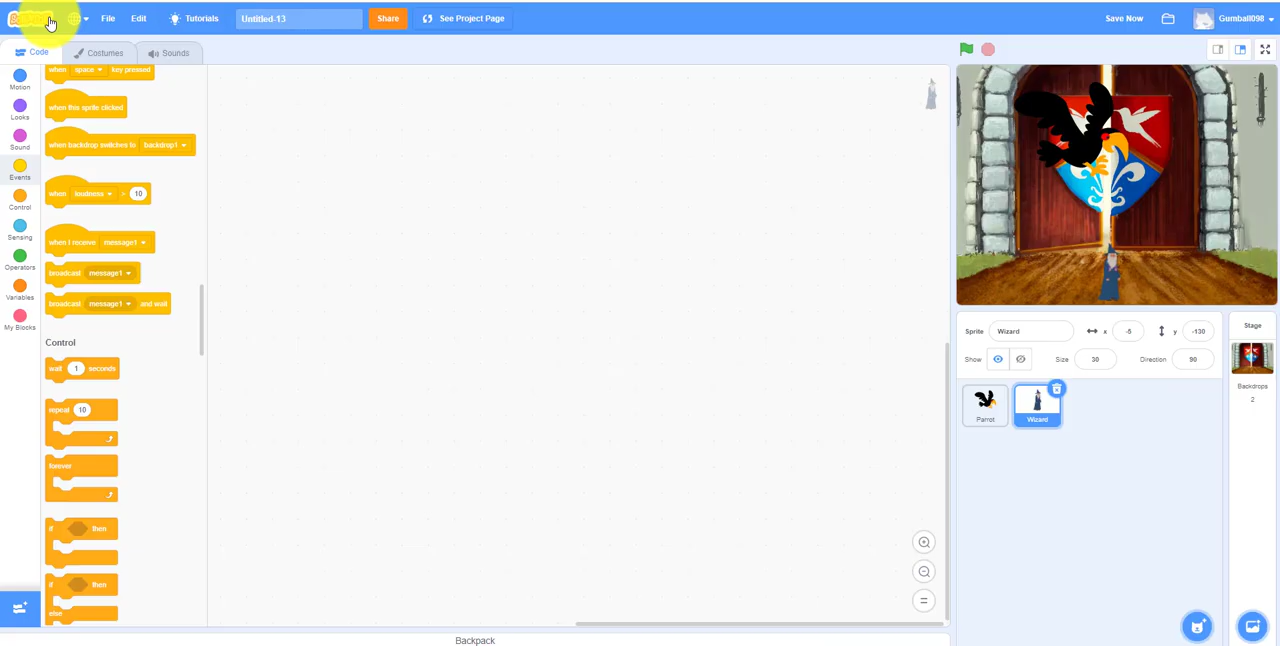 File Edit Tutorials Untitled-13 Share See Project Page Save Now Gumball098
Code Costumes Sounds
Motion
Looks
Sound
Events
Control
Sensing
Operators
Variables
My Blocks
when space key pressed
when this sprite clicked
when backdrop switches to backdrop1
when loudness > 10
when I receive message1
broadcast message1
broadcast message1 and wait
Control
wait 1 seconds
repeat 10
forever
if then
if then
else
Sprite Wizard x -5 y -130
Show Size 30 Direction 90
Parrot
Wizard
Stage
Backdrops
2
Backpack